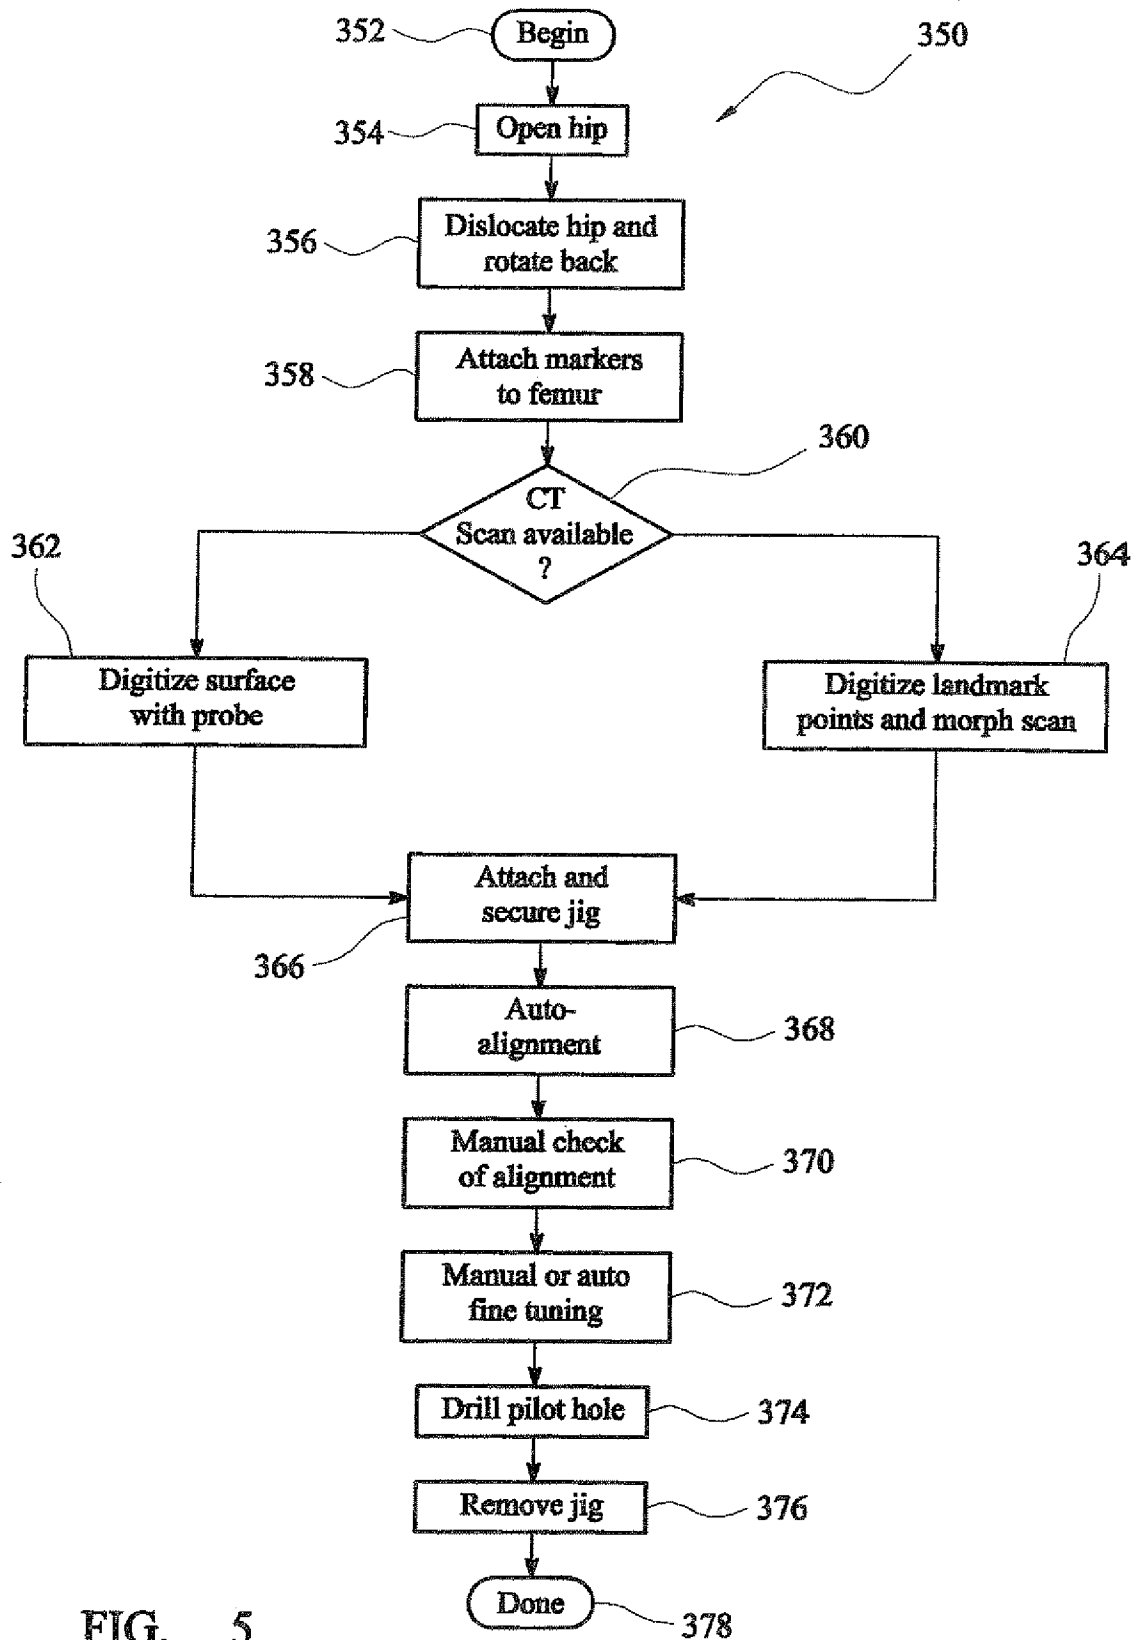 352
Begin
350
354
Open hip
356
Dislocate hip and
rotate back
358
Attach markers
to femur
360
CT
Scan available
?
362
364
Digitize surface
with probe
Digitize landmark
points and morph scan
Attach and
secure jig
366
Auto-
alignment
368
Manual check
of alignment
370
Manual or auto
fine tuning
372
Drill pilot hole
374
Remove jig
376
Done
378
FIG. 5